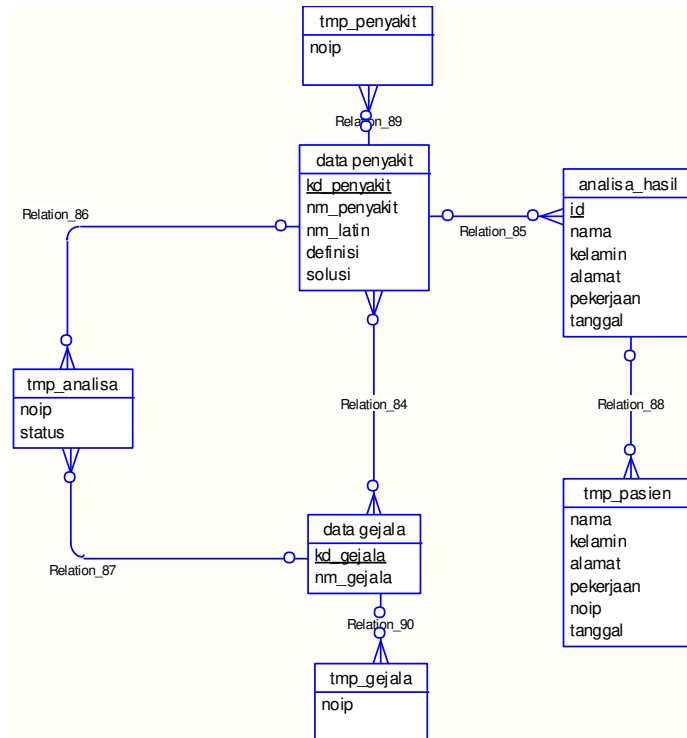 tmp_penyakit
noip
Relation_89
data penyakit
kd_penyakit
nm_penyakit
nm_latin
definisi
solusi
analisa_hasil
id
nama
kelamin
alamat
pekerjaan
tanggal
Relation_86
Relation_85
tmp_analisa
noip
status
Relation_84
Relation_88
tmp_pasien
nama
kelamin
alamat
pekerjaan
noip
tanggal
data gejala
kd_gejala
nm_gejala
Relation_87
Relation_90
tmp_gejala
noip